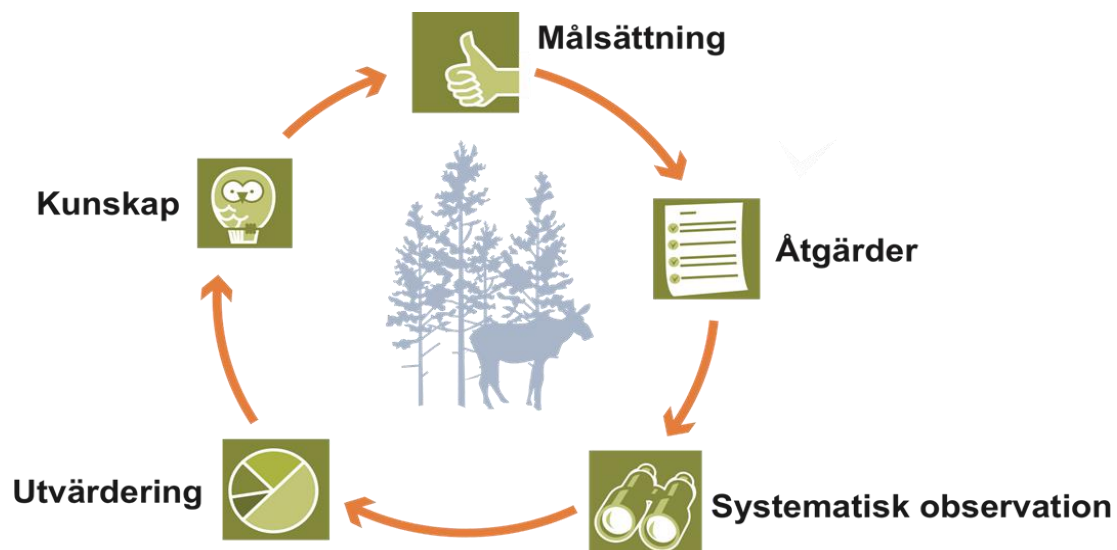 Målsättning
Åtgärder
Systematisk observation
Utvärdering
Kunskap